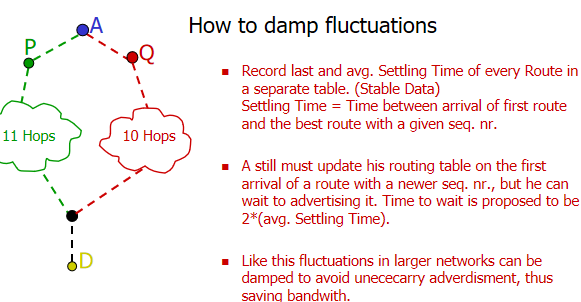 How to damp fluctuations
A
P
Q
11 Hops
10 Hops
D
▪ Record last and avg. Settling Time of every Route in
a separate table. (Stable Data)
Settling Time = Time between arrival of first route
and the best route with a given seq. nr.
▪ A still must update his routing table on the first
arrival of a route with a newer seq. nr., but he can
wait to advertising it. Time to wait is proposed to be
2*(avg. Settling Time).
▪ Like this fluctuations in larger networks can be
damped to avoid unececarry adverdisment, thus
saving bandwith.